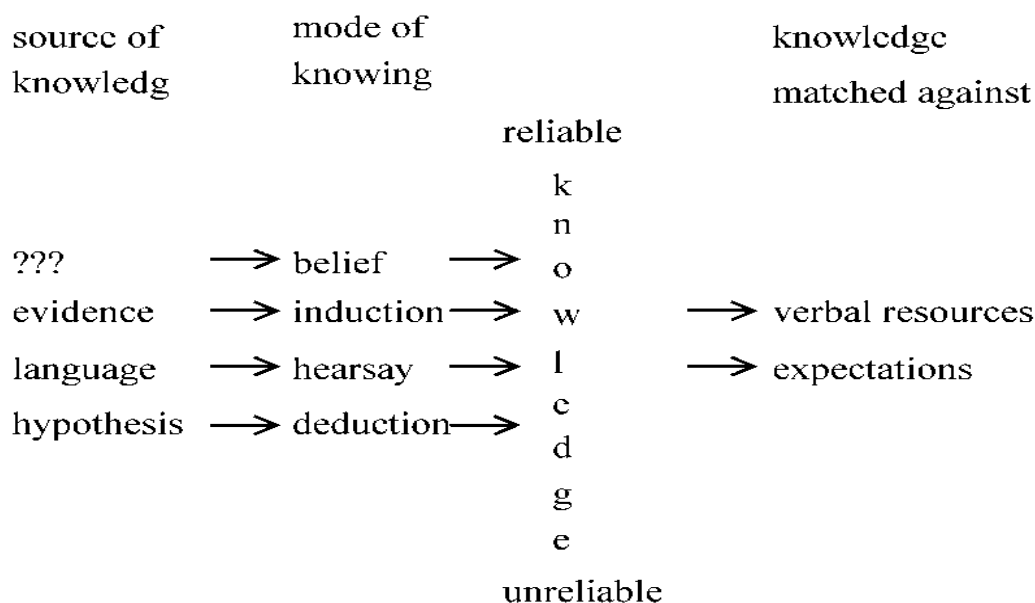 source of
knowledg
mode of
knowing
knowledge
matched against
reliable
k
n
o
w
l
e
d
g
e
unreliable
??? → belief →
evidence → induction → → verbal resources
language → hearsay → → expectations
hypothesis → deduction →